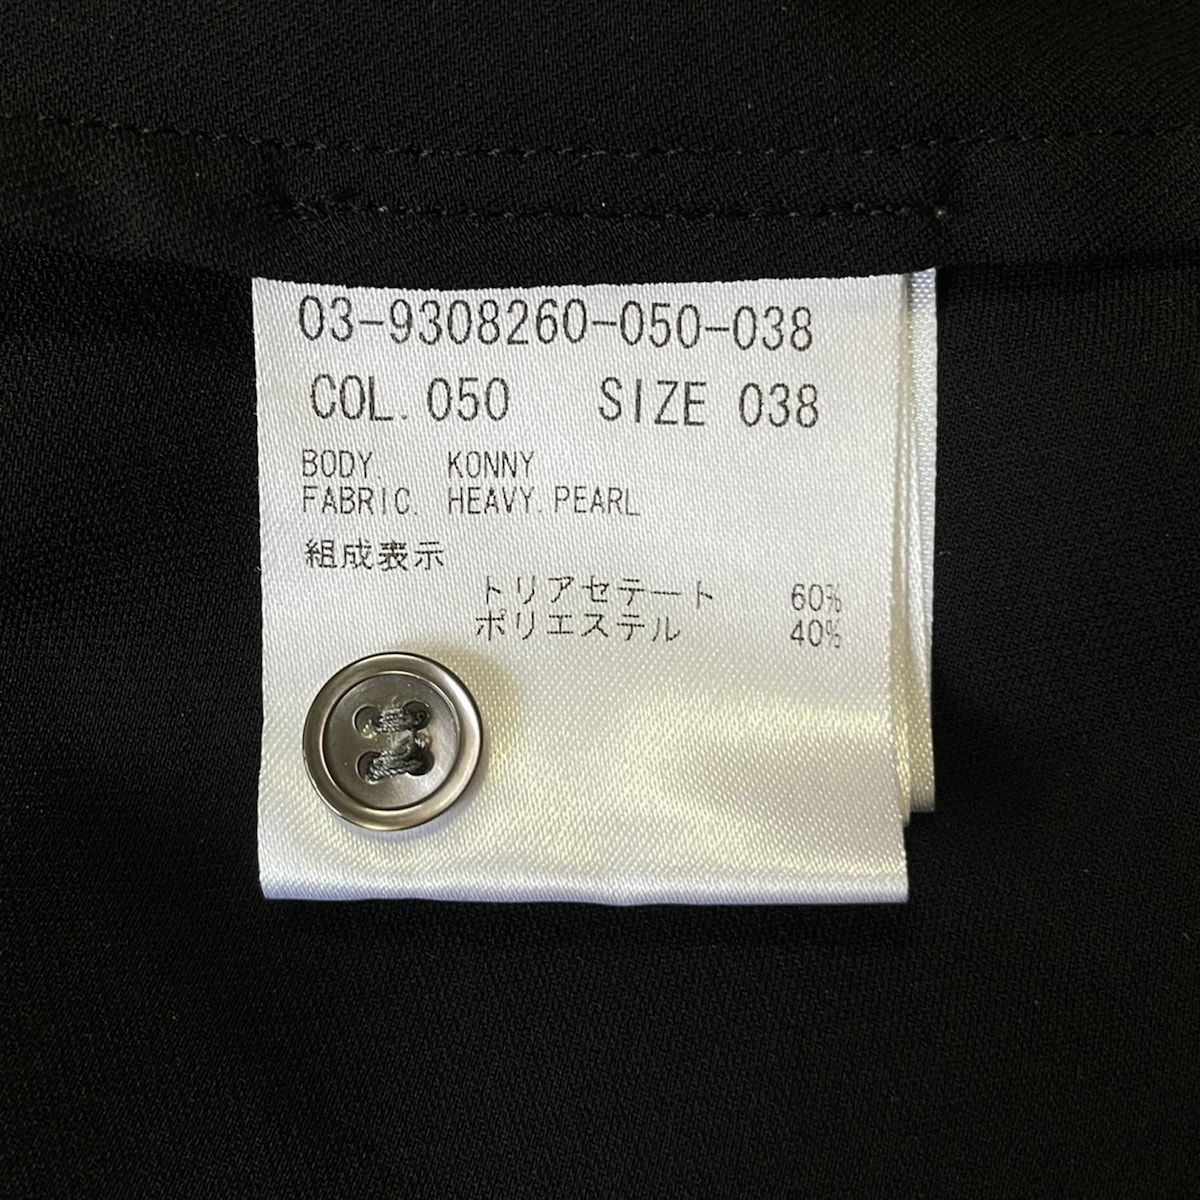 03-9308260-050-038
COL. 050 SIZE 038
BODY. KONNY
FABRIC. HEAVY.PEARL
組成表示
トリアセテート 60%
ポリエステル 40%